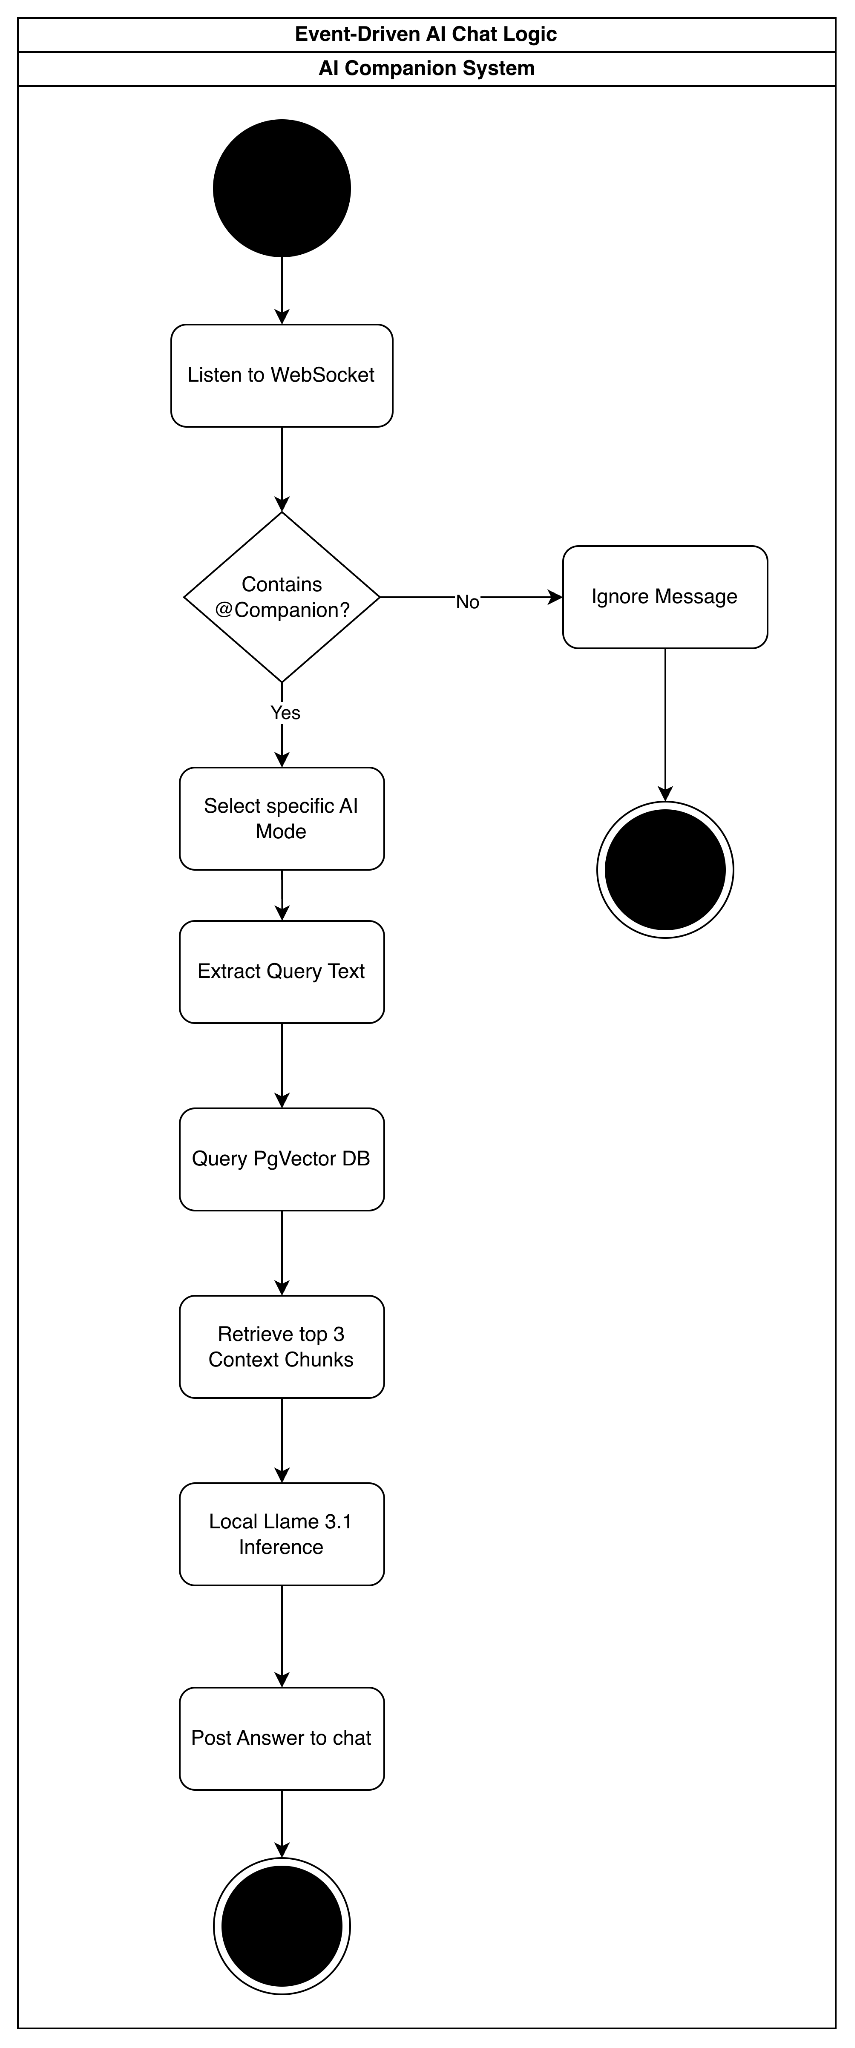 Event-Driven AI Chat Logic
AI Companion System
Listen to WebSocket
Contains
@Companion?
No
Ignore Message
Yes
Select specific AI
Mode
Extract Query Text
Query PgVector DB
Retrieve top 3
Context Chunks
Local Llame 3.1
Inference
Post Answer to chat